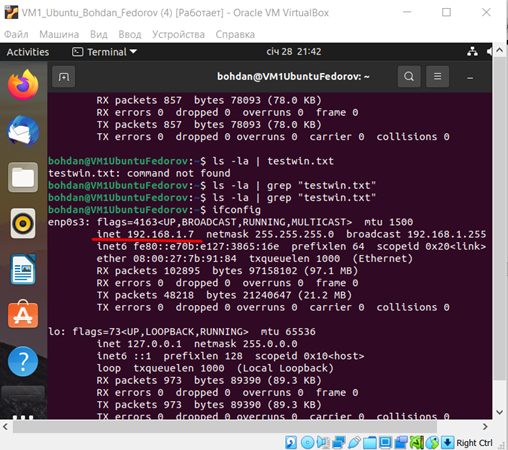 VM1_Ubuntu_Bohdan_Fedorov (4) [Работает] - Oracle VM VirtualBox
Файл Машина Вид Ввод Устройства Справка
Activities Terminal січ 28 21:42
bohdan@VM1UbuntuFedorov: ~
RX packets 857 bytes 78093 (78.0 KB)
RX errors 0 dropped 0 overruns 0 frame 0
TX packets 857 bytes 78093 (78.0 KB)
TX errors 0 dropped 0 overruns 0 carrier 0 collisions 0
bohdan@VM1UbuntuFedorov:~$ ls -la | testwin.txt
testwin.txt: command not found
bohdan@VM1UbuntuFedorov:~$ ls -la | grep "testwin.txt"
bohdan@VM1UbuntuFedorov:~$ ls -la | grep "testwin.txt"
bohdan@VM1UbuntuFedorov:~$ ifconfig
enp0s3: flags=4163<UP,BROADCAST,RUNNING,MULTICAST> mtu 1500
inet 192.168.1.7 netmask 255.255.255.0 broadcast 192.168.1.255
inet6 fe80::e70b:e127:3865:16e prefixlen 64 scopeid 0x20<link>
ether 08:00:27:7b:91:84 txqueuelen 1000 (Ethernet)
RX packets 102895 bytes 97158102 (97.1 MB)
RX errors 0 dropped 0 overruns 0 frame 0
TX packets 48218 bytes 21240647 (21.2 MB)
TX errors 0 dropped 0 overruns 0 carrier 0 collisions 0
lo: flags=73<UP,LOOPBACK,RUNNING> mtu 65536
inet 127.0.0.1 netmask 255.0.0.0
inet6 ::1 prefixlen 128 scopeid 0x10<host>
loop txqueuelen 1000 (Local Loopback)
RX packets 973 bytes 89390 (89.3 KB)
RX errors 0 dropped 0 overruns 0 frame 0
TX packets 973 bytes 89390 (89.3 KB)
TX errors 0 dropped 0 overruns 0 carrier 0 collisions 0
Right Ctrl